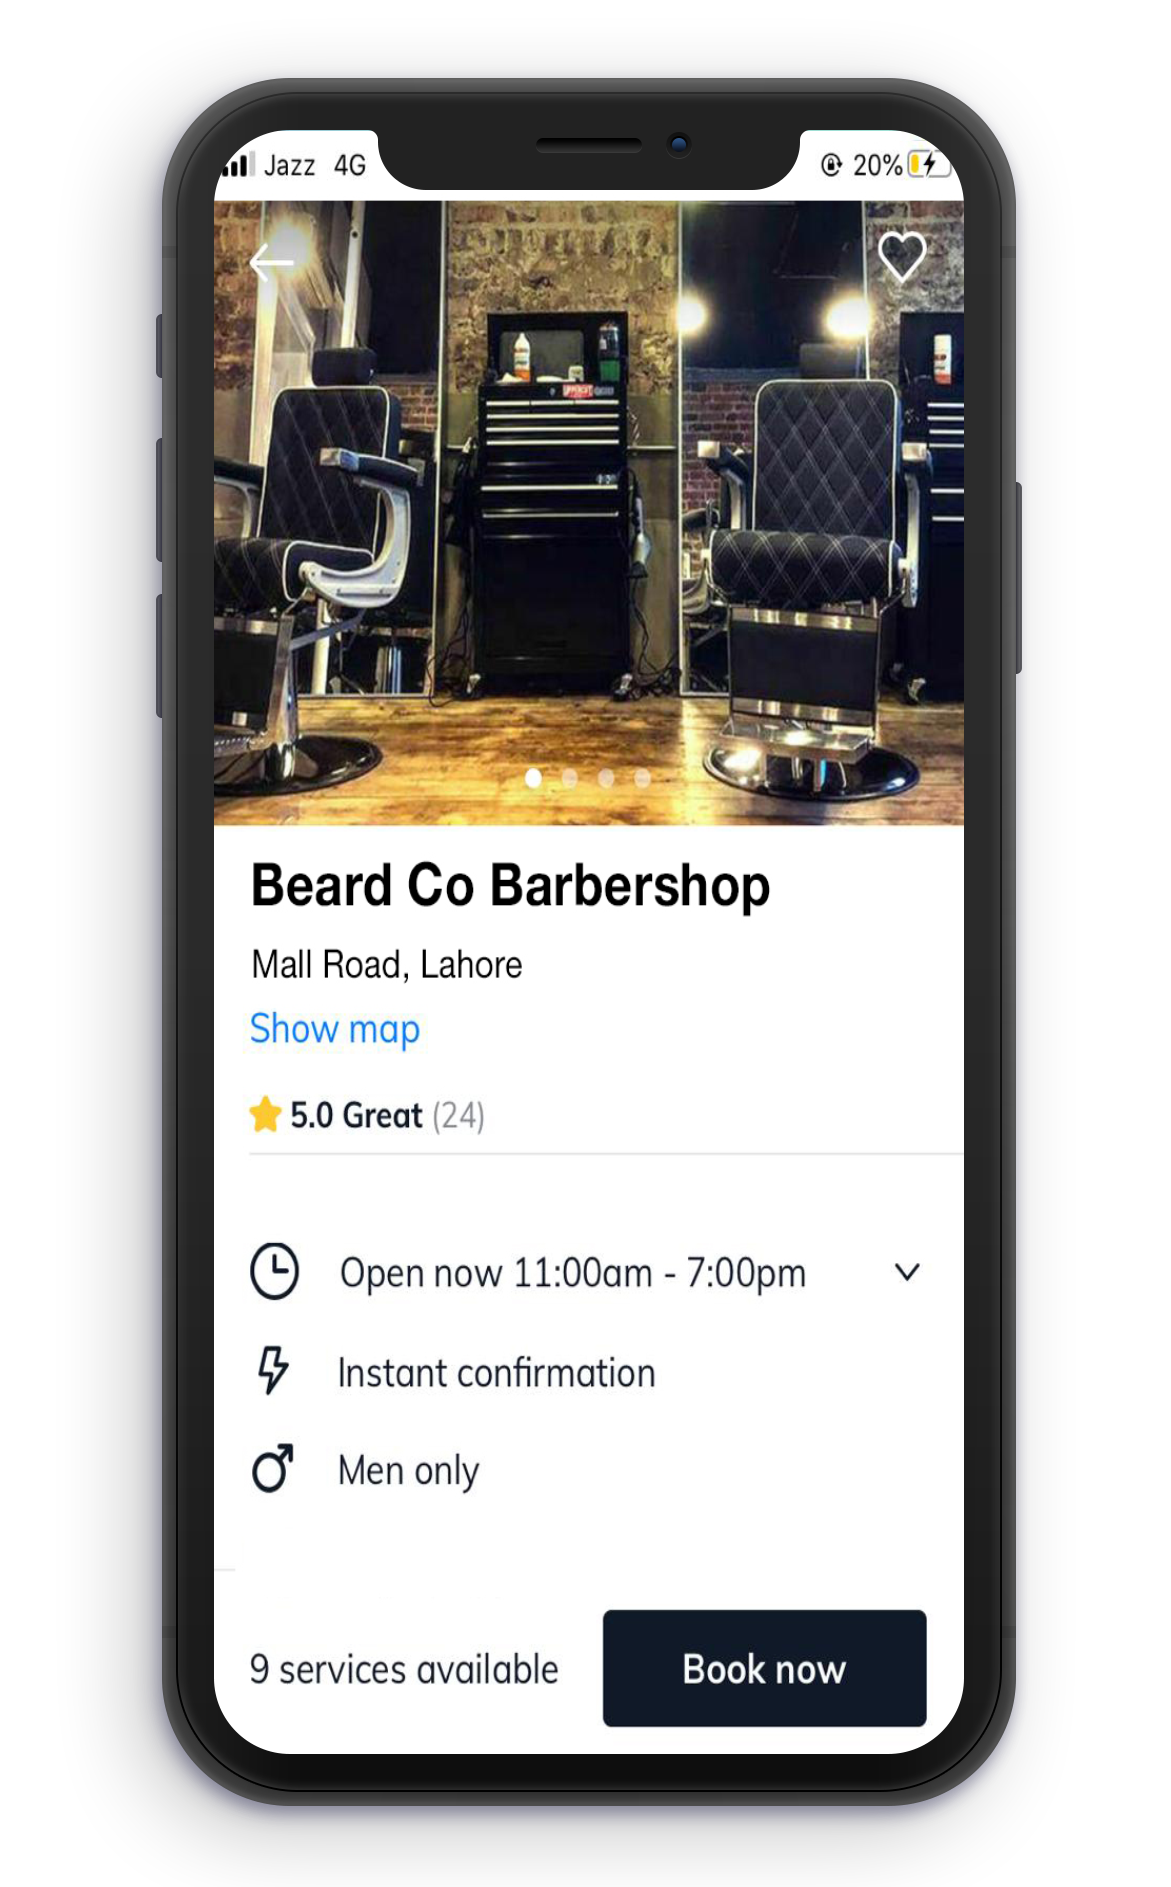 Jazz 4G 20%
Beard Co Barbershop
Mall Road, Lahore
Show map
5.0 Great (24)
Open now 11:00am - 7:00pm
Instant confirmation
Men only
9 services available
Book now